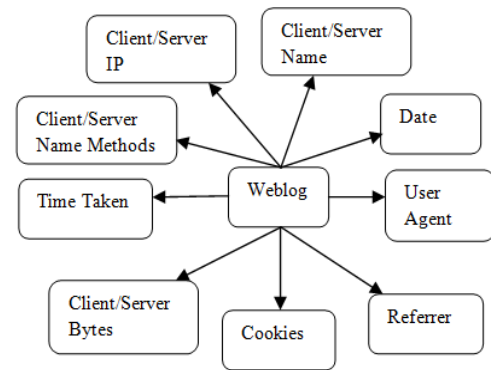 Client/Server
IP
Client/Server
Name
Client/Server
Name Methods
Date
Time Taken
Weblog
User
Agent
Client/Server
Bytes
Cookies
Referrer